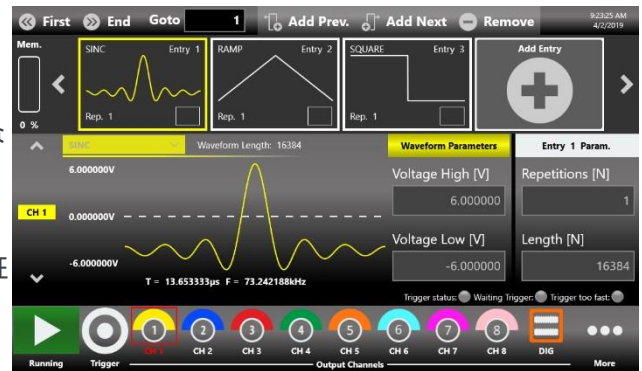 First End Goto 1 Add Prev. Add Next Remove 9:23:25 AM
4/2/2019
Mem.
0 %
SINC Entry 1
Rep. 1
RAMP Entry 2
Rep. 1
SQUARE Entry 3
Rep. 1
Add Entry
SINC Waveform Length: 16384
6.000000V
CH 1 0.000000V
-6.000000V
T = 13.653333µs F = 73.242188kHz
Waveform Parameters Entry 1 Param.
Voltage High [V] Repetitions [N]
6.000000 1
Voltage Low [V] Length [N]
-6.000000 16384
Trigger status: Waiting Trigger: Trigger too fast:
1 2 3 4 5 6 7 8
Running Trigger CH 1 CH 2 CH 3 CH 4 CH 5 CH 6 CH 7 CH 8 DIG More
Output Channels
E